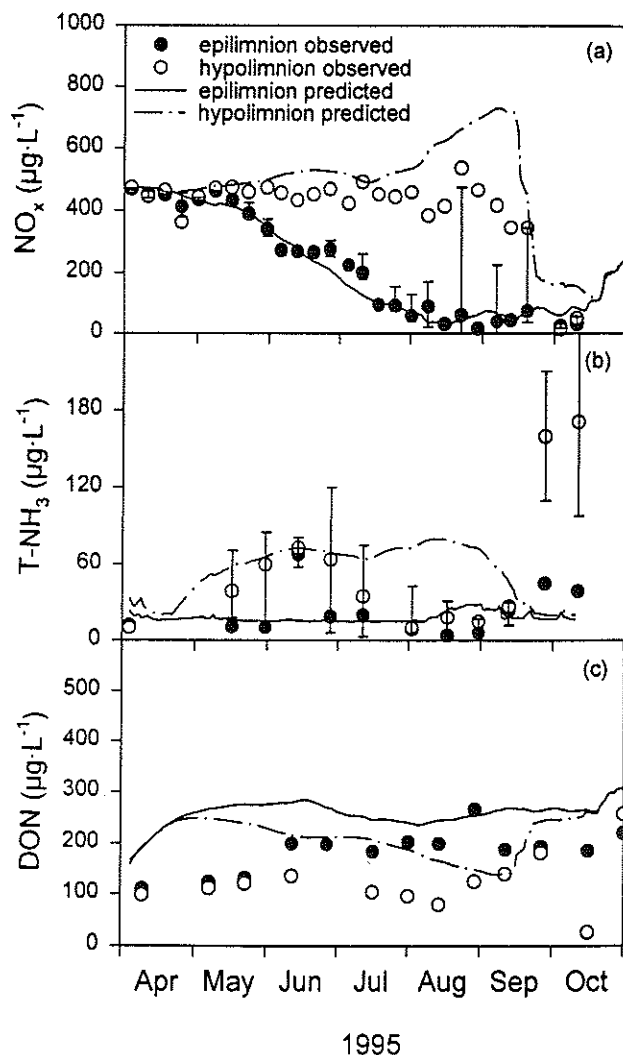 1000
800
600
400
200
0
NOₓ (µg·L⁻¹)
(a)
epilimnion observed
hypolimnion observed
epilimnion predicted
hypolimnion predicted
180
120
60
0
T-NH₃ (µg·L⁻¹)
(b)
500
400
300
200
100
0
DON (µg·L⁻¹)
(c)
Apr May Jun Jul Aug Sep Oct
1995